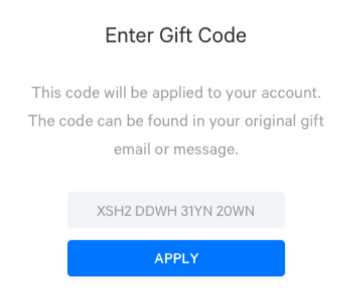 Enter Gift Code
This code will be applied to your account.
The code can be found in your original gift
email or message.
XSH2 DDWH 31YN 20WN
APPLY